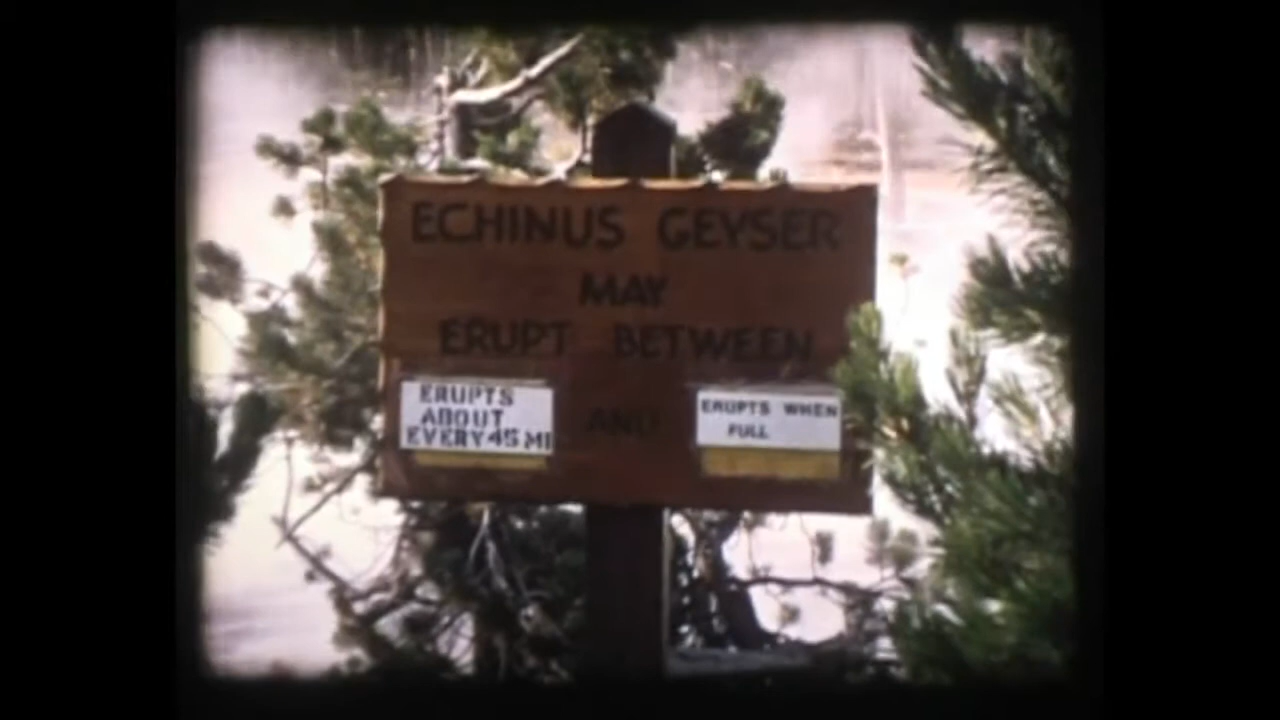 ECHINUS GEYSER
MAY
ERUPT BETWEEN
ERUPTS
ABOUT
EVERY 45 MI
AND
ERUPTS WHEN
FULL